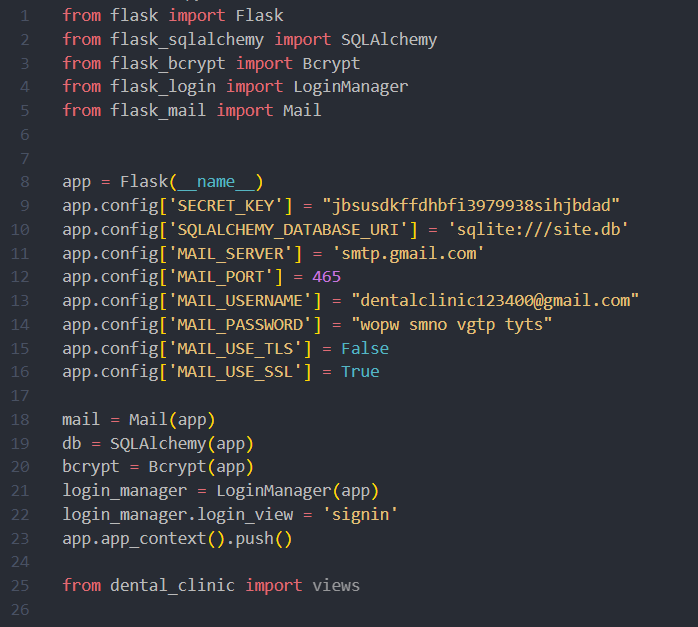 1 from flask import Flask
2 from flask_sqlalchemy import SQLAlchemy
3 from flask_bcrypt import Bcrypt
4 from flask_login import LoginManager
5 from flask_mail import Mail
6
7
8 app = Flask(__name__)
9 app.config['SECRET_KEY'] = "jbsusdkffdhbfi3979938sihjbdad"
10 app.config['SQLALCHEMY_DATABASE_URI'] = 'sqlite:///site.db'
11 app.config['MAIL_SERVER'] = 'smtp.gmail.com'
12 app.config['MAIL_PORT'] = 465
13 app.config['MAIL_USERNAME'] = "dentalclinic123400@gmail.com"
14 app.config['MAIL_PASSWORD'] = "wopw smno vgtp tyts"
15 app.config['MAIL_USE_TLS'] = False
16 app.config['MAIL_USE_SSL'] = True
17
18 mail = Mail(app)
19 db = SQLAlchemy(app)
20 bcrypt = Bcrypt(app)
21 login_manager = LoginManager(app)
22 login_manager.login_view = 'signin'
23 app.app_context().push()
24
25 from dental_clinic import views
26